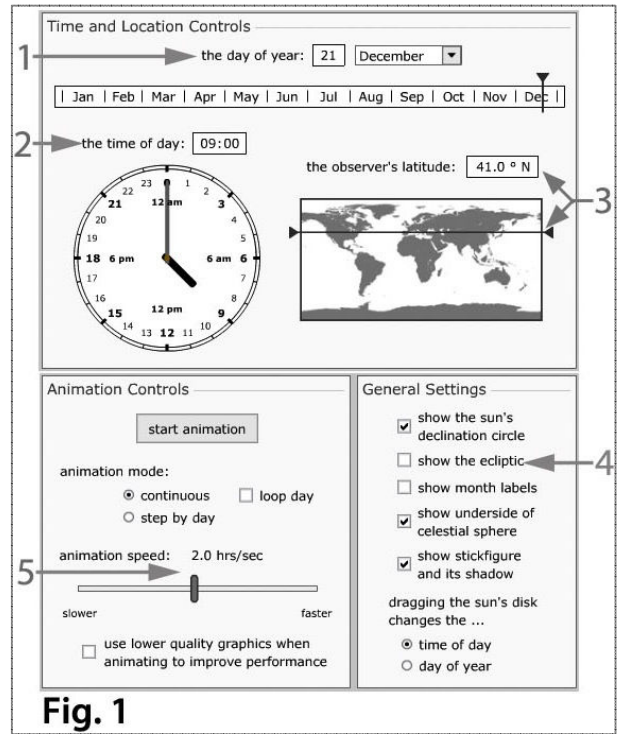 Time and Location Controls
1
the day of year: 21 December
| Jan | Feb | Mar | Apr | May | Jun | Jul | Aug | Sep | Oct | Nov | Dec |
2
the time of day: 09:00
the observer's latitude: 41.0 ° N
3
22 23 0 1 2
21 12 am 3
20 4
19 5
18 6 pm 6 am 6
17 7
16 8
15 12 pm 9
14 13 12 11 10
Animation Controls
start animation
animation mode:
continuous loop day
step by day
5
animation speed: 2.0 hrs/sec
slower faster
use lower quality graphics when
animating to improve performance
General Settings
show the sun's
declination circle
show the ecliptic
4
show month labels
show underside of
celestial sphere
show stickfigure
and its shadow
dragging the sun's disk
changes the ...
time of day
day of year
Fig. 1